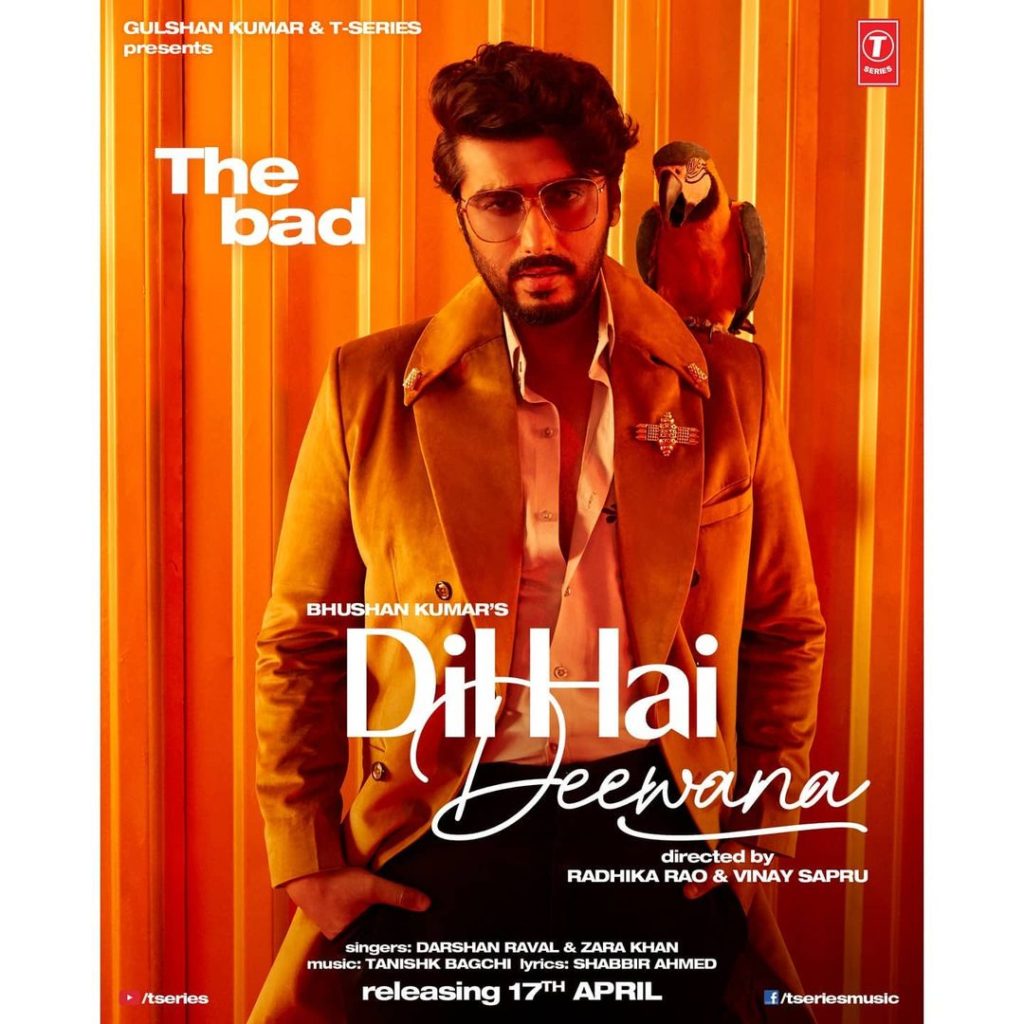 GULSHAN KUMAR & T-SERIES
presents
T
SERIES
The
bad
BHUSHAN KUMAR'S
Dil Hai
Deewana
directed by
RADHIKA RAO & VINAY SAPRU
singers: DARSHAN RAVAL & ZARA KHAN
music: TANISHK BAGCHI lyrics: SHABBIR AHMED
releasing 17TH APRIL
/tseries
f/tseriesmusic